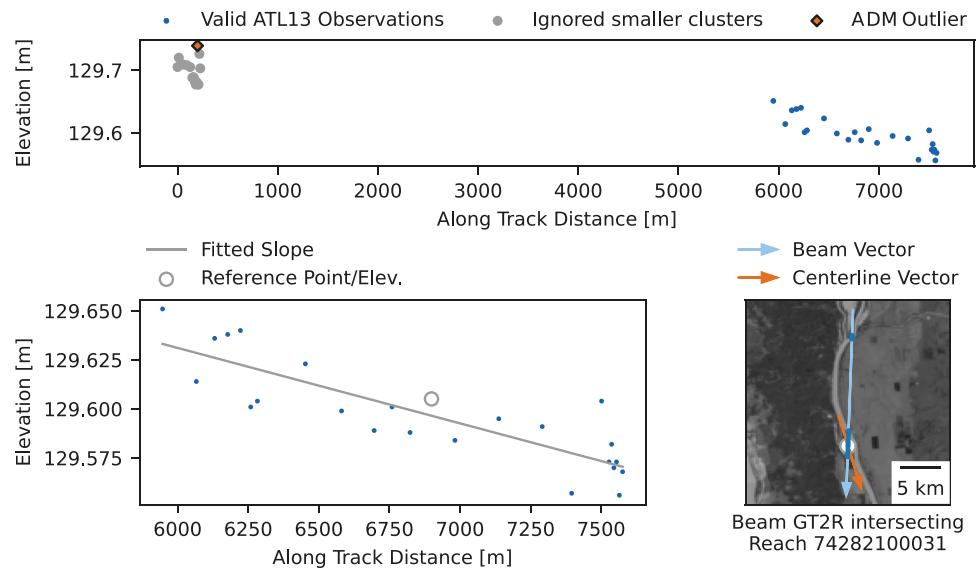 Valid ATL13 Observations
Ignored smaller clusters
ADM Outlier
Elevation [m]
129.7
129.6
0
1000
2000
3000
4000
5000
6000
7000
Along Track Distance [m]
Fitted Slope
Reference Point/Elev.
Elevation [m]
129.650
129.625
129.600
129.575
6000
6250
6500
6750
7000
7250
7500
Along Track Distance [m]
Beam Vector
Centerline Vector
5 km
Beam GT2R intersecting
Reach 74282100031